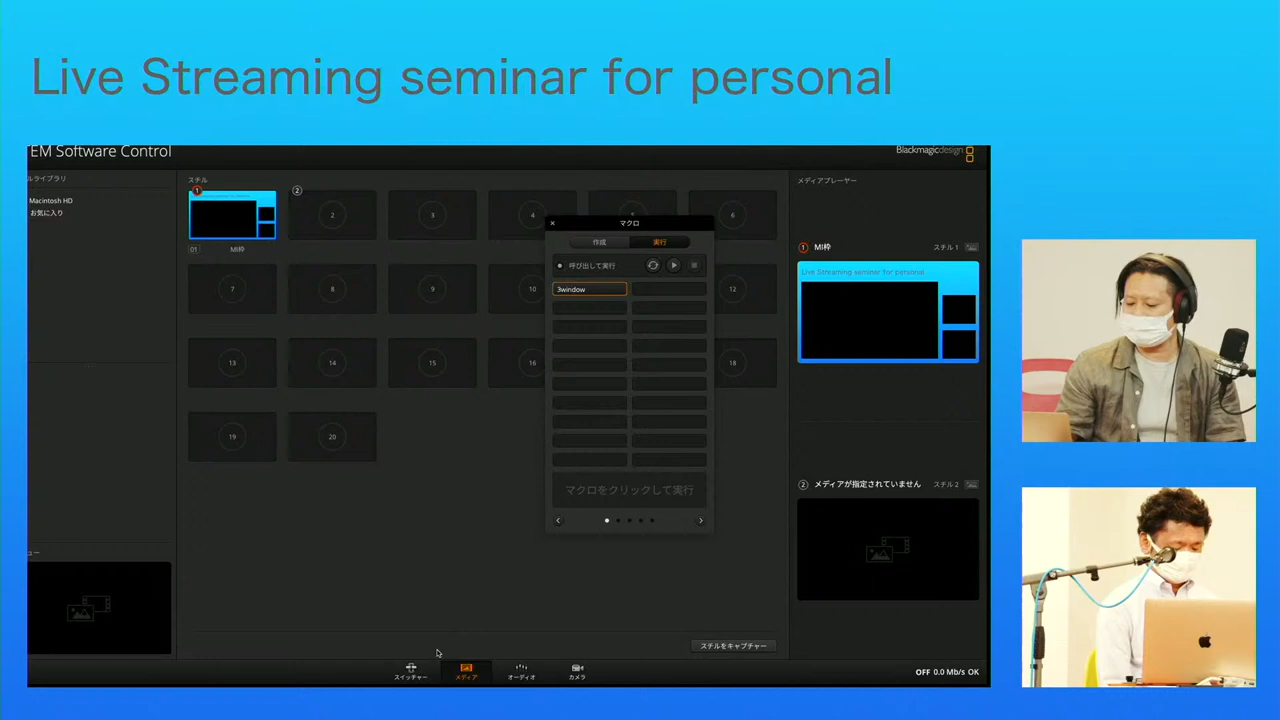 Live Streaming seminar for personal
EM Software Control
Blackmagicdesign
ルライブラリ
Macintosh HD
お気に入り
スチル
1
2
2
3
4
5
6
01
MI枠
7
8
9
10
12
13
14
15
16
18
19
20
マクロ
作成
実行
呼び出して実行
3window
マクロをクリックして実行
メディアプレーヤー
1 MI枠 スチル 1
Live Streaming seminar for personal
2 メディアが指定されていません スチル 2
ュー
スチルをキャプチャー
スイッチャー
メディア
オーディオ
カメラ
OFF 0.0 Mb/s OK